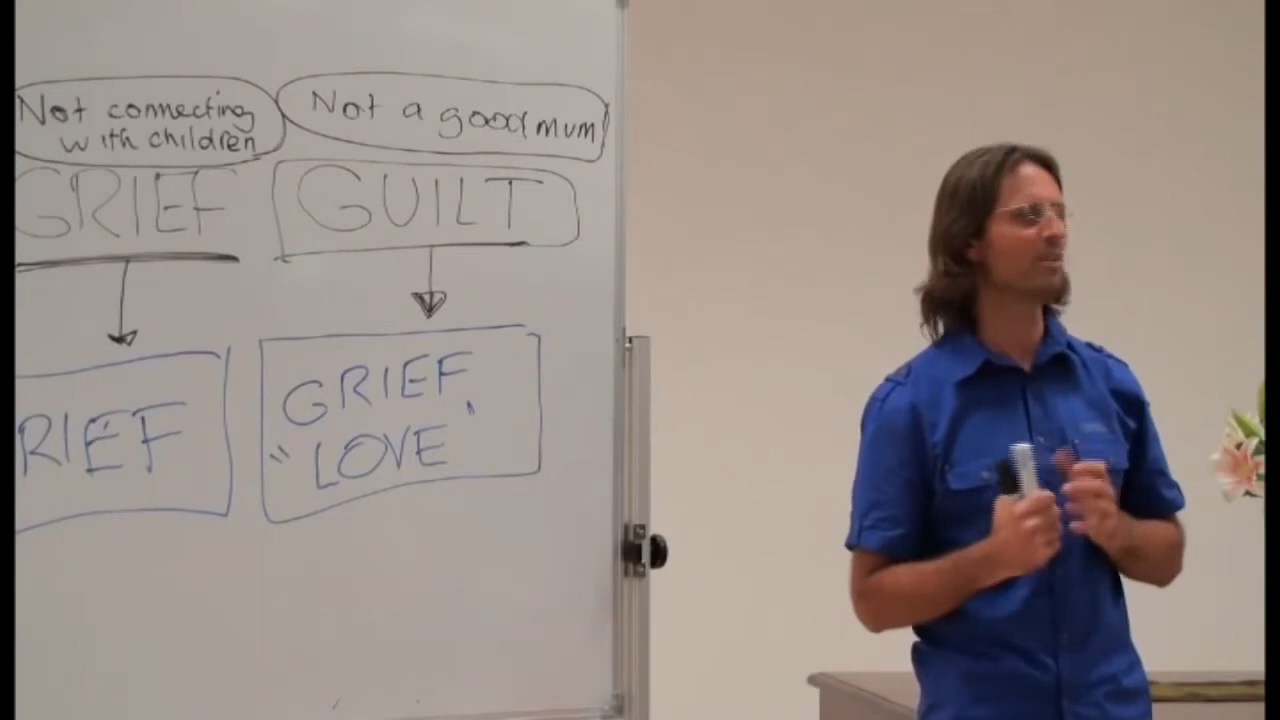 Not connecting
with children
Not a good mum
GRIEF
GUILT
RIEF
GRIEF
"LOVE"